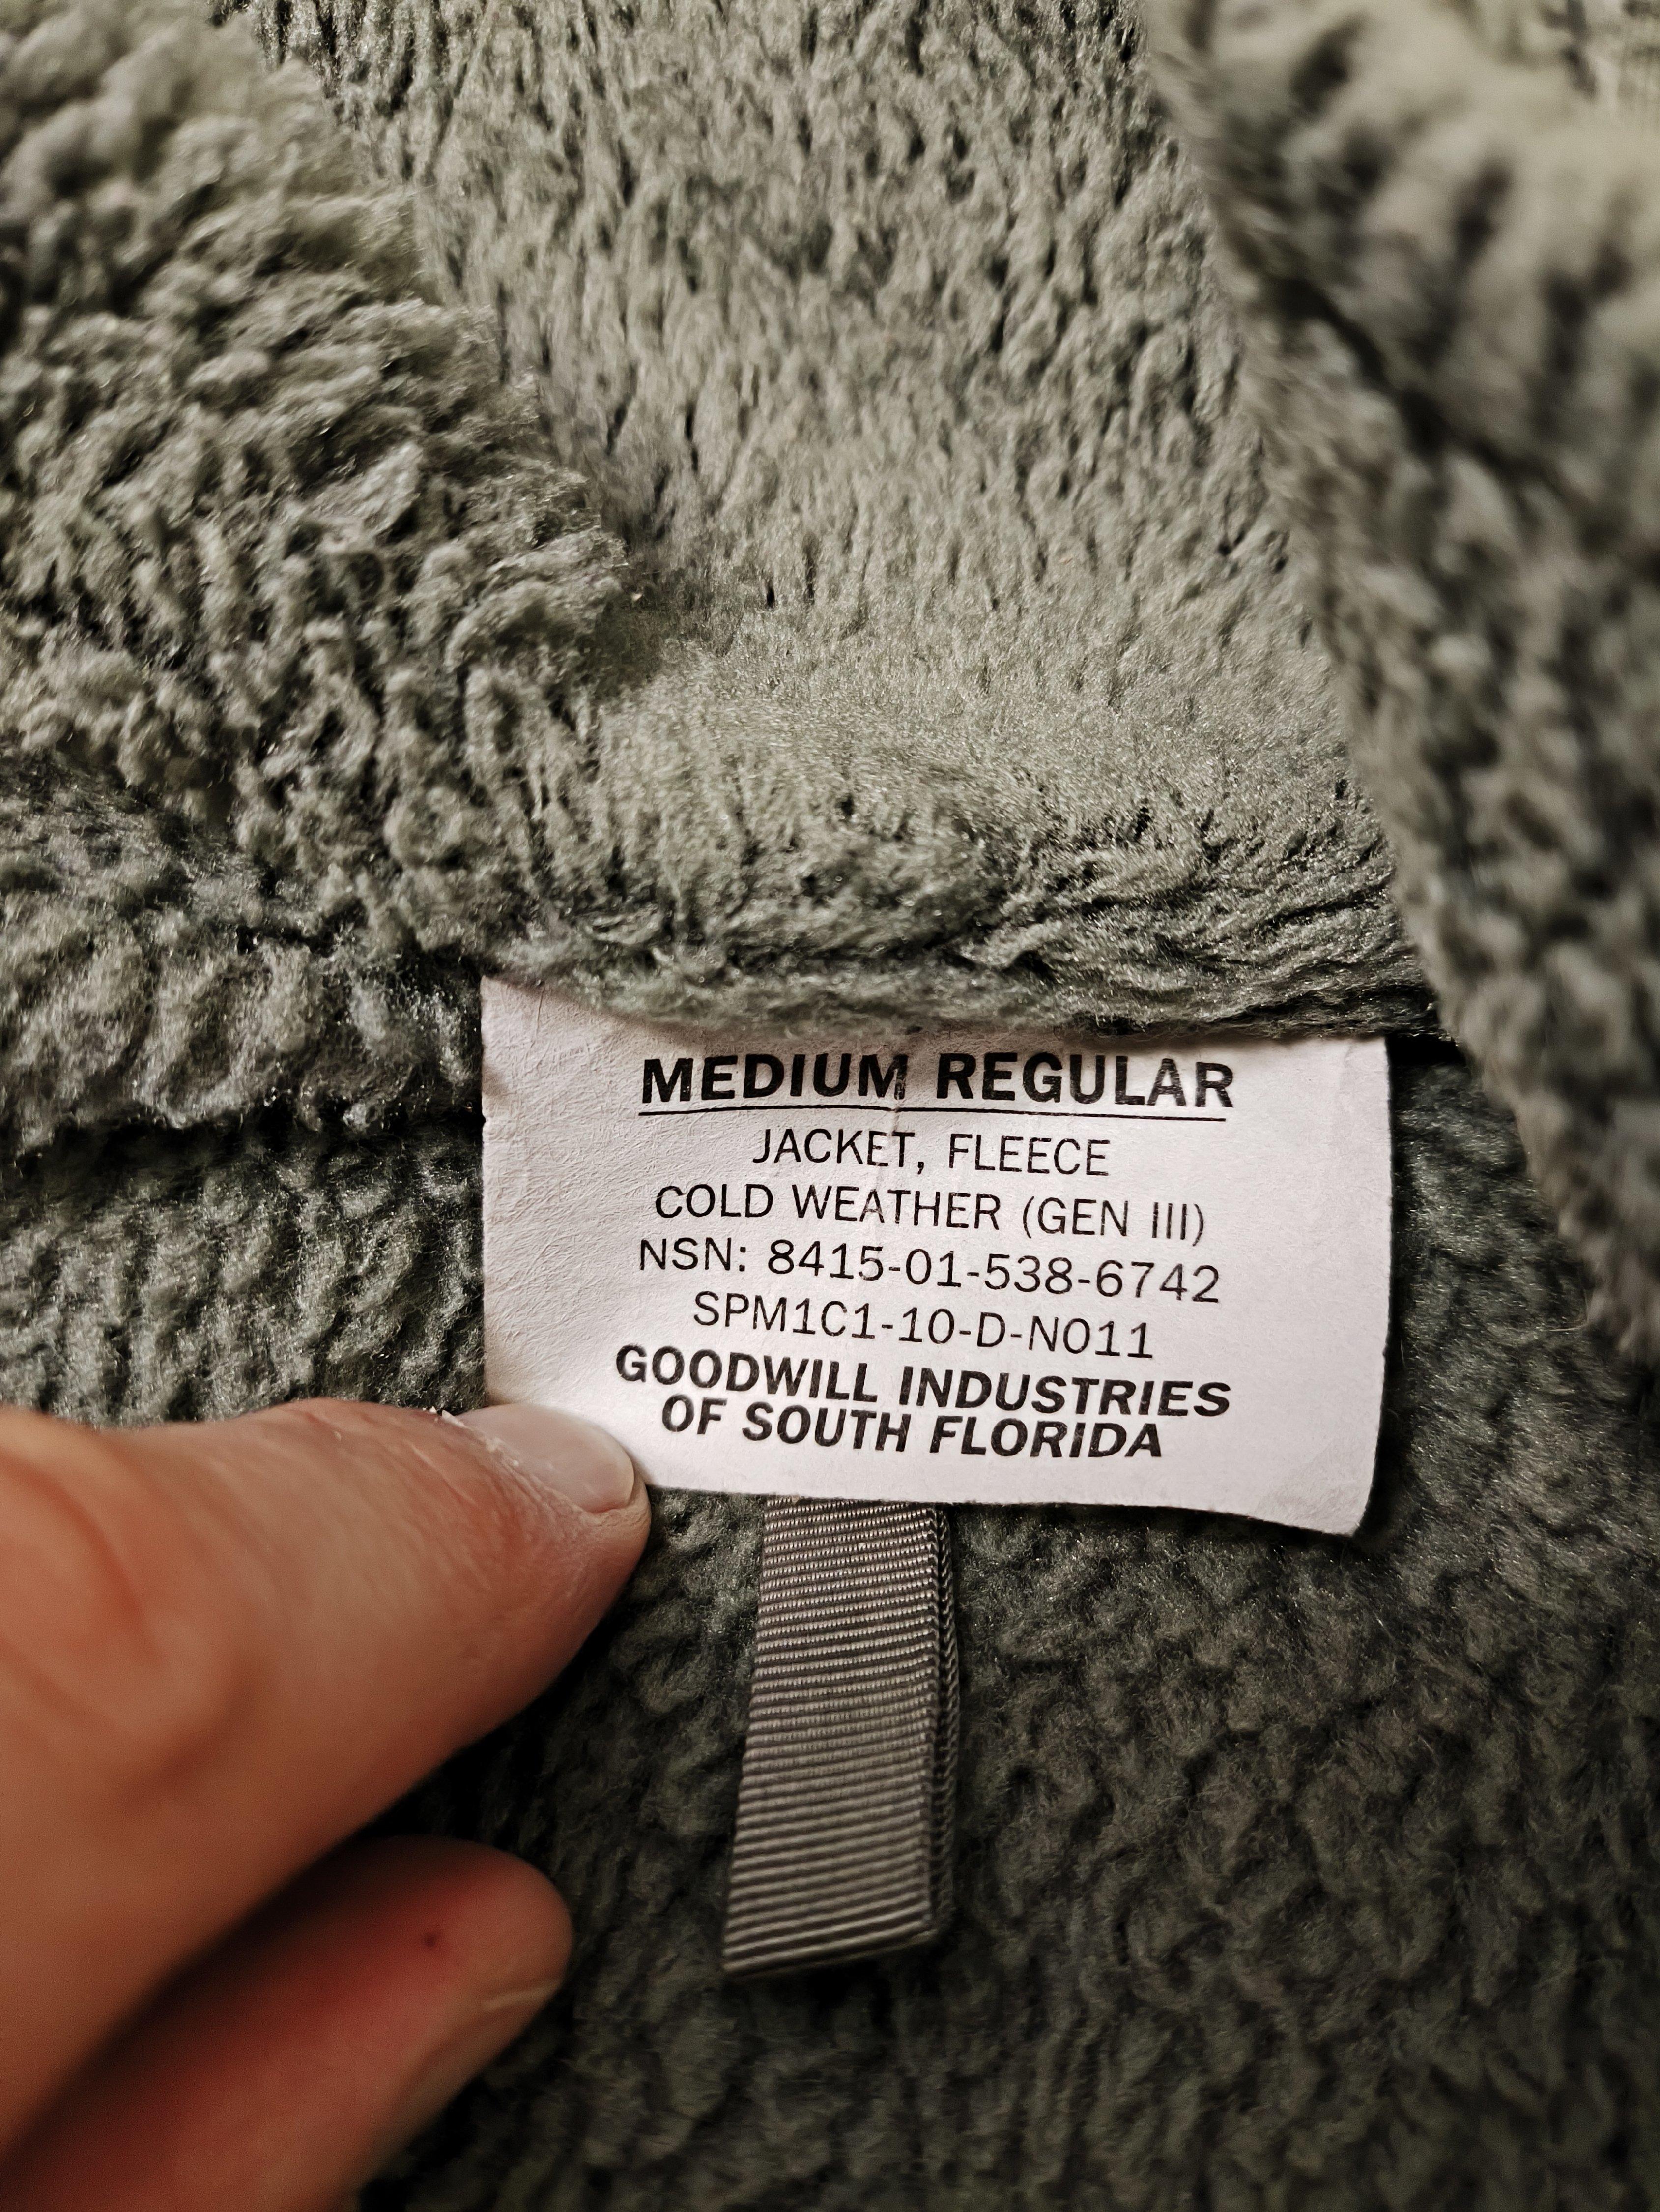 MEDIUM REGULAR
JACKET, FLEECE
COLD WEATHER (GEN III)
NSN: 8415-01-538-6742
SPM1C1-10-D-N011
GOODWILL INDUSTRIES
OF SOUTH FLORIDA